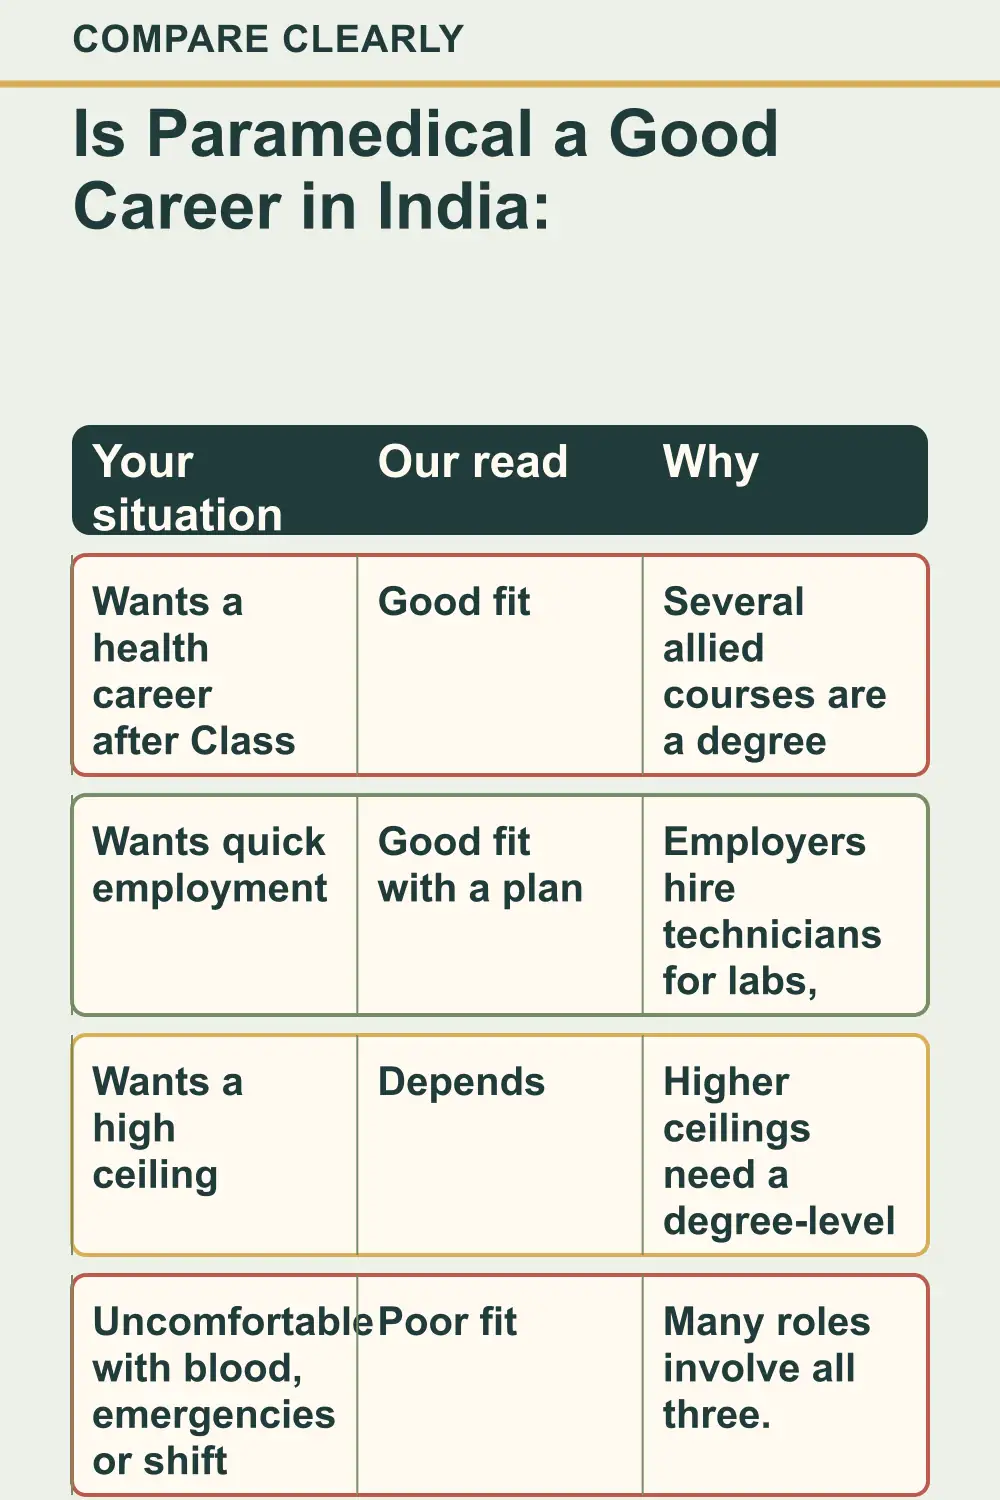 COMPARE CLEARLY
Is Paramedical a Good
Career in India:
Your situation
Our read
Why
Wants a
health
career
after Class
Good fit
Several
allied
courses are
a degree
Wants quick
employment
Good fit
with a plan
Employers
hire
technicians
for labs,
Wants a
high
ceiling
Depends
Higher
ceilings
need a
degree-level
Uncomfortable
with blood,
emergencies
or shift
Poor fit
Many roles
involve all
three.